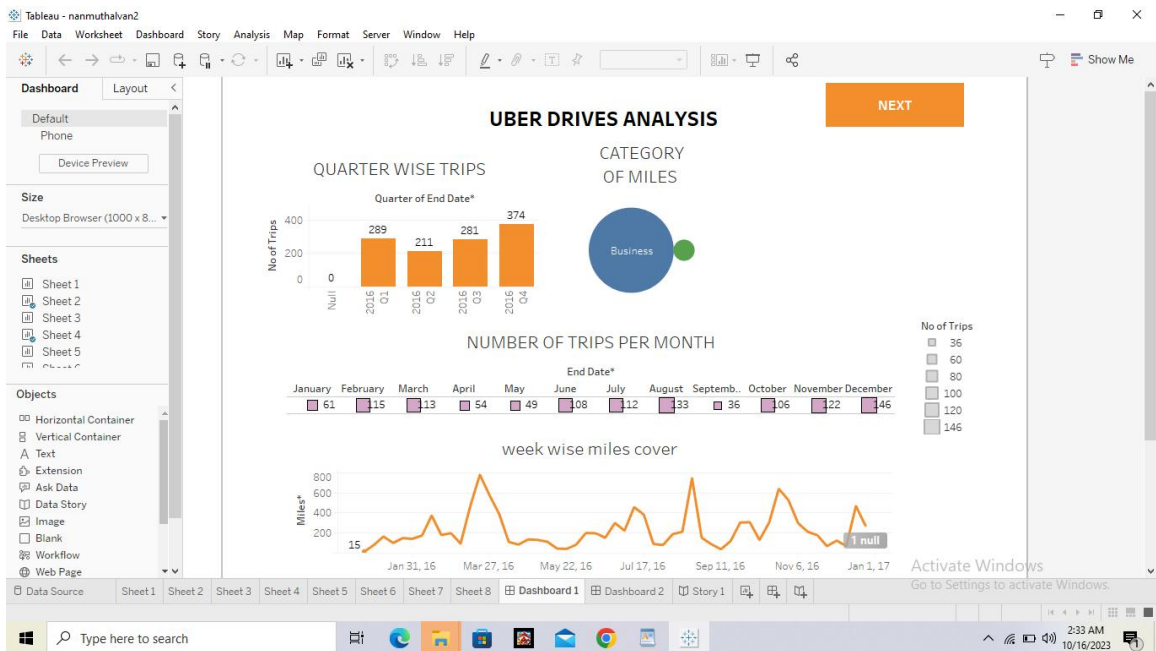 Tableau - nanmuthalvan2
File Data Worksheet Dashboard Story Analysis Map Format Server Window Help
Show Me
Dashboard Layout
Default
Phone
Device Preview
Size
Desktop Browser (1000 x 8...
Sheets
Sheet 1
Sheet 2
Sheet 3
Sheet 4
Sheet 5
Objects
Horizontal Container
Vertical Container
A Text
Extension
Ask Data
Data Story
Image
Blank
Workflow
Web Page
UBER DRIVES ANALYSIS
NEXT
QUARTER WISE TRIPS
Quarter of End Date*
No of Trips
400
200
0
0
289
211
281
374
Null
2016 Q1
2016 Q2
2016 Q3
2016 Q4
CATEGORY
OF MILES
Business
NUMBER OF TRIPS PER MONTH
End Date*
January February March April May June July August Septemb.. October November December
61 115 113 54 49 108 112 133 36 106 122 146
No of Trips
36
60
80
100
120
146
week wise miles cover
Miles*
800
600
400
200
15
1 null
Jan 31, 16 Mar 27, 16 May 22, 16 Jul 17, 16 Sep 11, 16 Nov 6, 16 Jan 1, 17
Activate Windows
Go to Settings to activate Windows.
Data Source Sheet 1 Sheet 2 Sheet 3 Sheet 4 Sheet 5 Sheet 6 Sheet 7 Sheet 8 Dashboard 1 Dashboard 2 Story 1
Type here to search
2:33 AM
10/16/2023